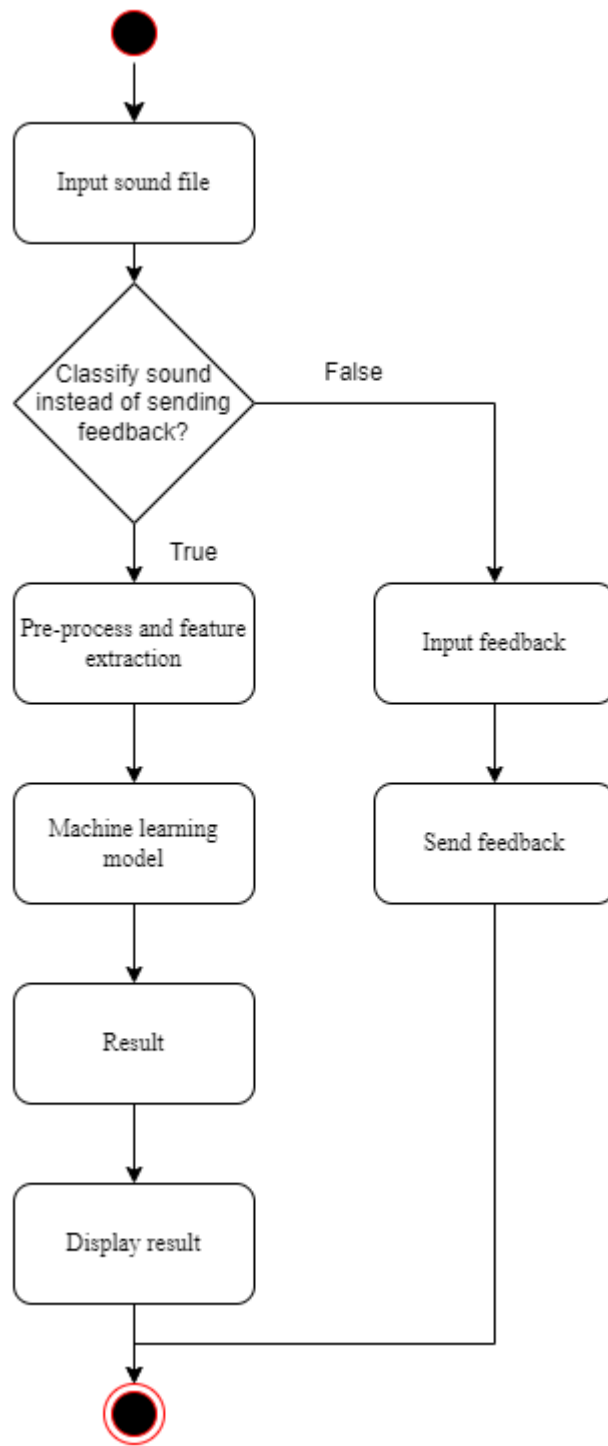 Input sound file
Classify sound
instead of sending
feedback?
False
True
Pre-process and feature
extraction
Input feedback
Machine learning
model
Send feedback
Result
Display result